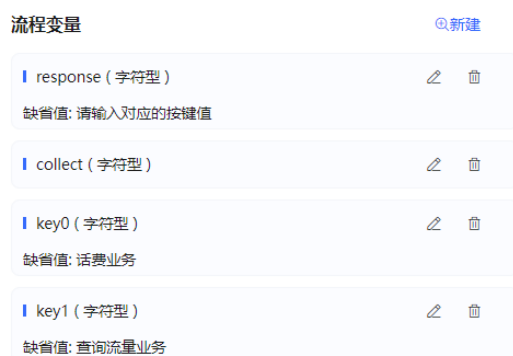 流程变量
新建
response ( 字符型 )
缺省值: 请输入对应的按键值
collect ( 字符型 )
key0 ( 字符型 )
缺省值: 话费业务
key1 ( 字符型 )
缺省值: 查询流量业务